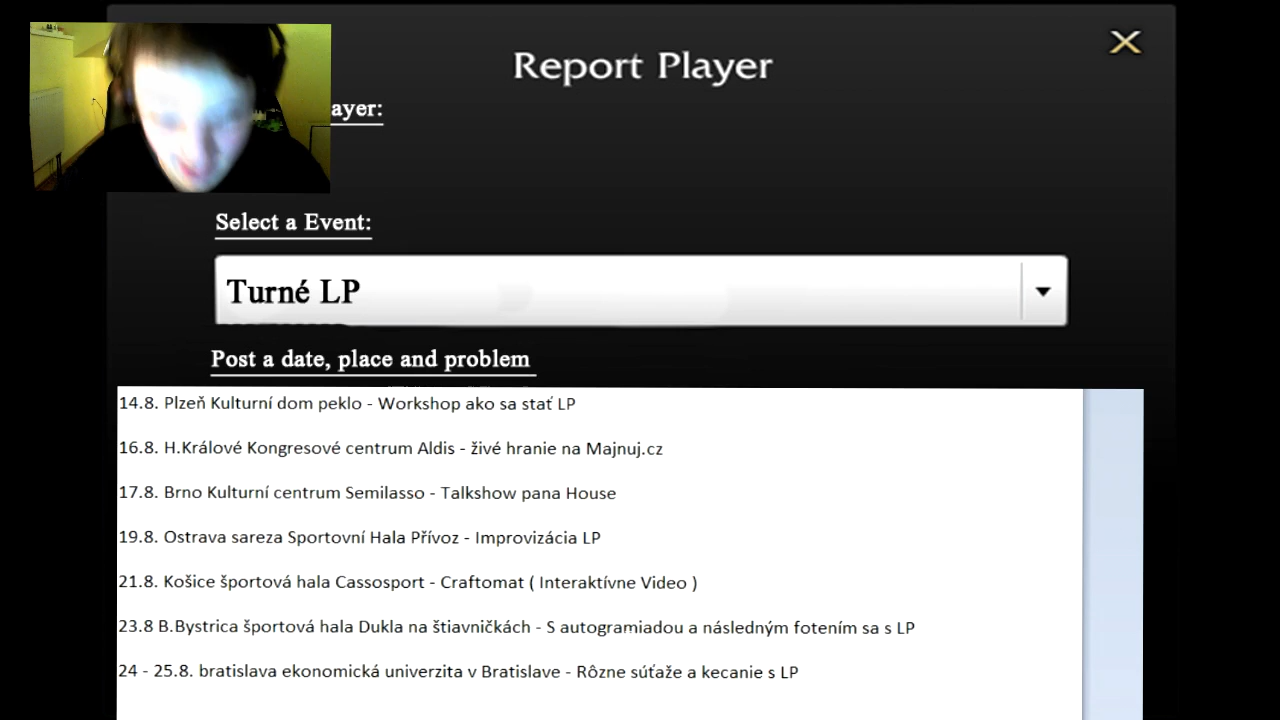 Report Player
ayer:
Select a Event:
Turné LP
Post a date, place and problem
14.8. Plzeň Kulturní dom peklo - Workshop ako sa stať LP
16.8. H.Králové Kongresové centrum Aldis - živé hranie na Majnuj.cz
17.8. Brno Kulturní centrum Semilasso - Talkshow pana House
19.8. Ostrava sareza Sportovní Hala Přívoz - Improvizácia LP
21.8. Košice športová hala Cassosport - Craftomat ( Interaktívne Video )
23.8 B.Bystrica športová hala Dukla na štiavničkách - S autogramiadou a následným fotením sa s LP
24 - 25.8. bratislava ekonomická univerzita v Bratislave - Rôzne súťaže a kecanie s LP